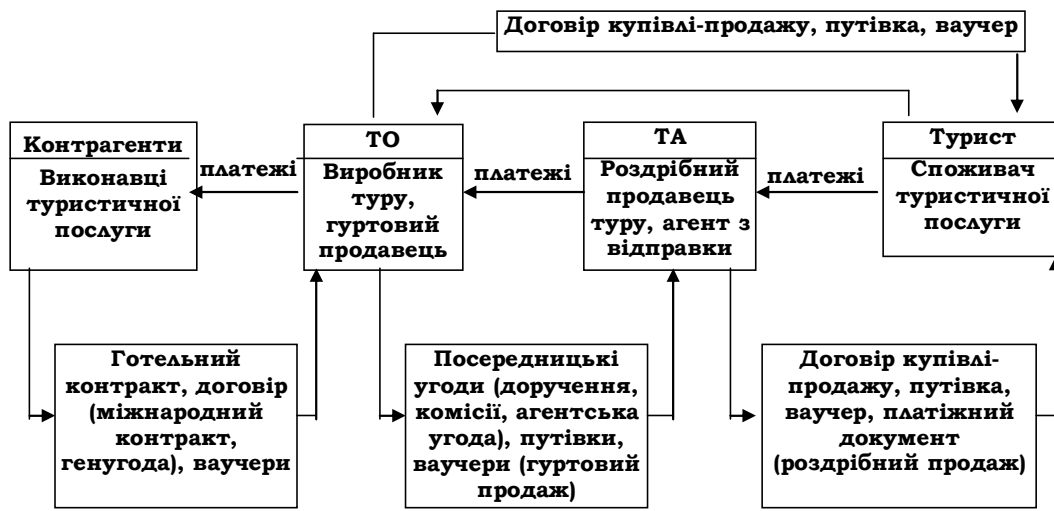 Договір купівлі-продажу, путівка, ваучер
Контрагенти
Виконавці
туристичної
послуги
платежі
ТО
Виробник
туру,
гуртовий
продавець
платежі
ТА
Роздрібний
продавець
туру, агент з
відправки
платежі
Турист
Споживач
туристичної
послуги
Готельний
контракт, договір
(міжнародний
контракт,
генугода), ваучери
Посередницькі
угоди (доручення,
комісії, агентська
угода), путівки,
ваучери (гуртовий
продаж)
Договір купівлі-
продажу, путівка,
ваучер, платіжний
документ
(роздрібний продаж)